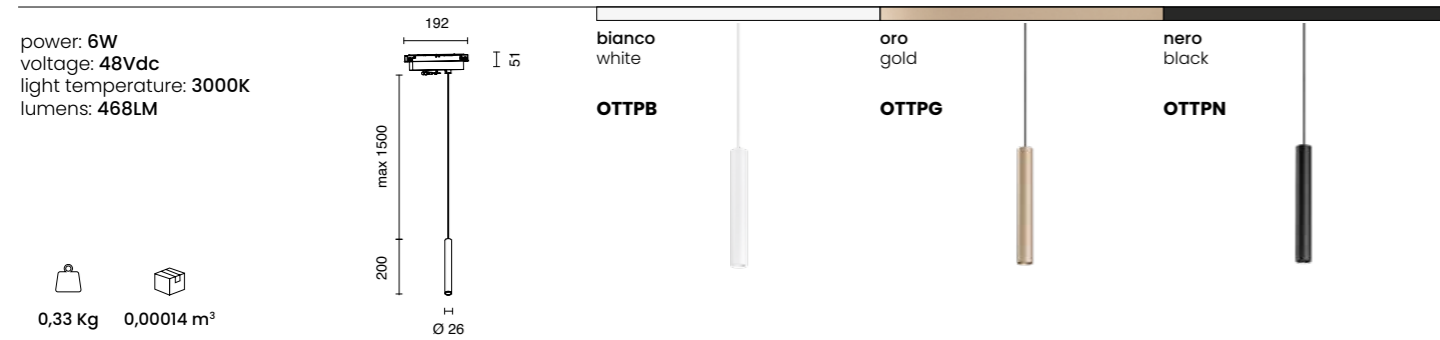 power: 6W
voltage: 48Vdc
light temperature: 3000K
lumens: 468LM
0,33 Kg
0,00014 m³
192
51
max 1500
200
Ø 26
bianco
white
OTTPB
oro
gold
OTTPG
nero
black
OTTPN